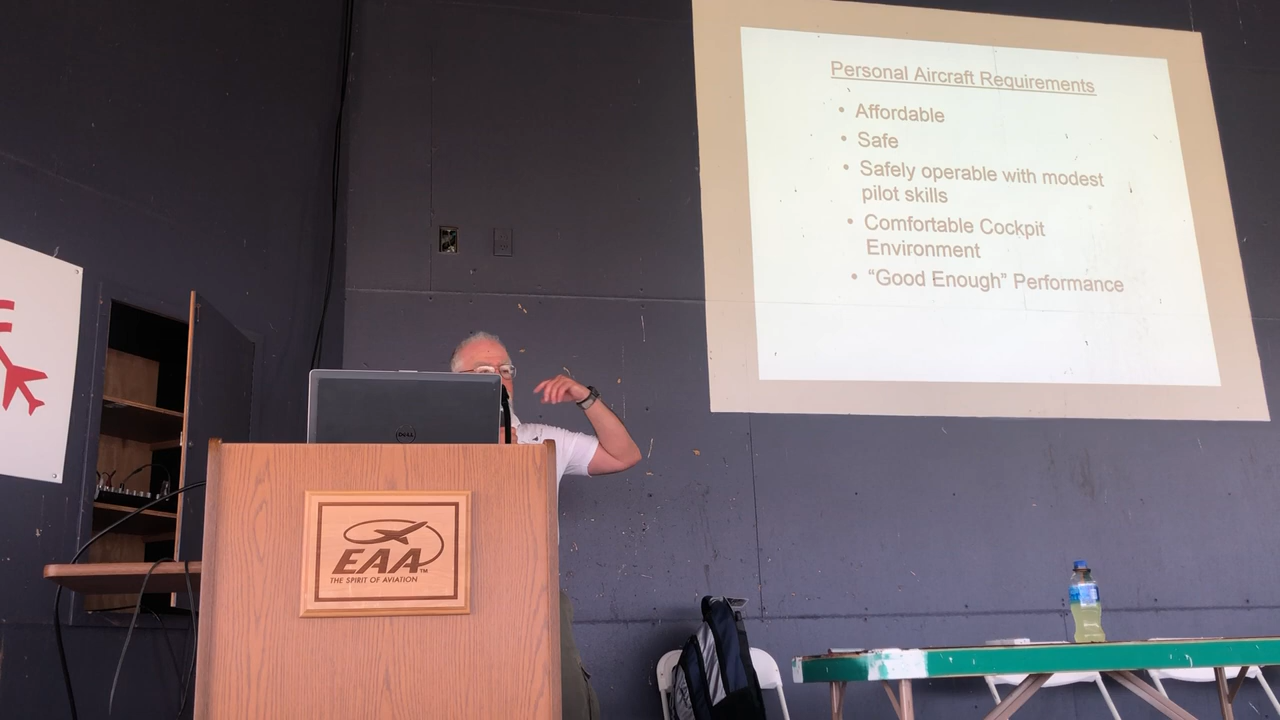 Personal Aircraft Requirements
• Affordable
• Safe
• Safely operable with modest
pilot skills
• Comfortable Cockpit
Environment
• “Good Enough” Performance
DELL
EAA™
THE SPIRIT OF AVIATION